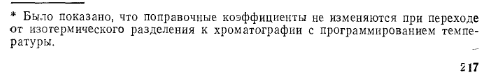 * Было показано, что поправочные коэффициенты не изменяются при переходе
от изотермического разделения к хроматографии с программированием темпе-
ратуры.
217